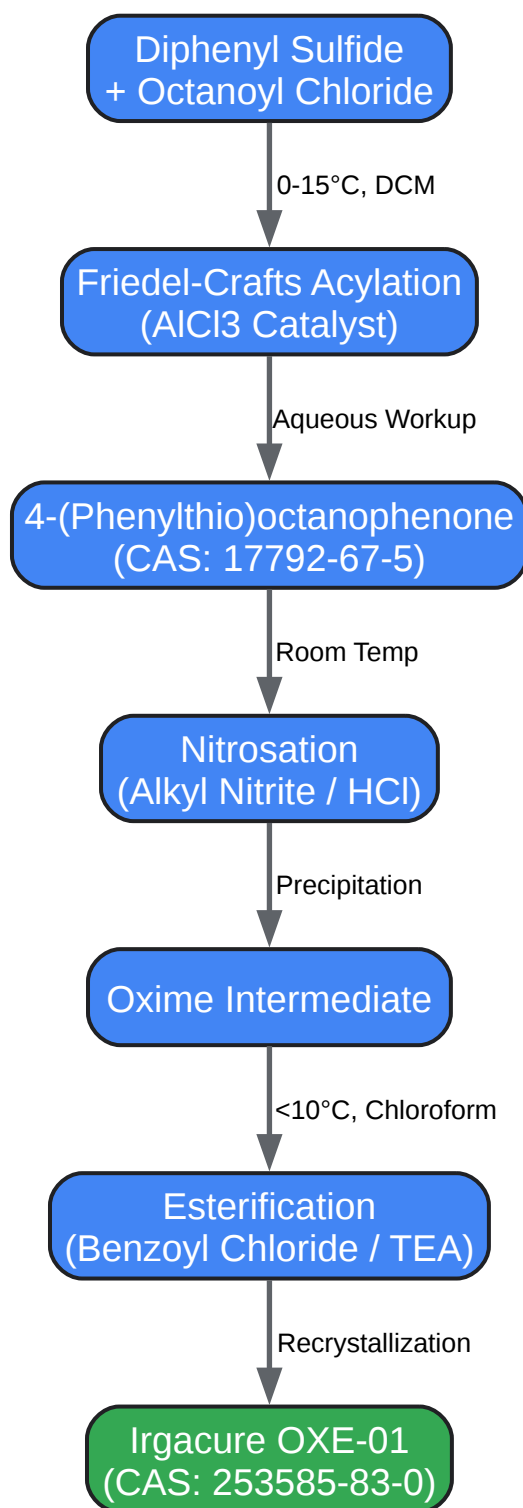 Diphenyl Sulfide
+ Octanoyl Chloride
0-15°C, DCM
Friedel-Crafts Acylation
(AlCl3 Catalyst)
Aqueous Workup
4-(Phenylthio)octanophenone
(CAS: 17792-67-5)
Room Temp
Nitrosation
(Alkyl Nitrite / HCl)
Precipitation
Oxime Intermediate
<10°C, Chloroform
Esterification
(Benzoyl Chloride / TEA)
Recrystallization
Irgacure OXE-01
(CAS: 253585-83-0)